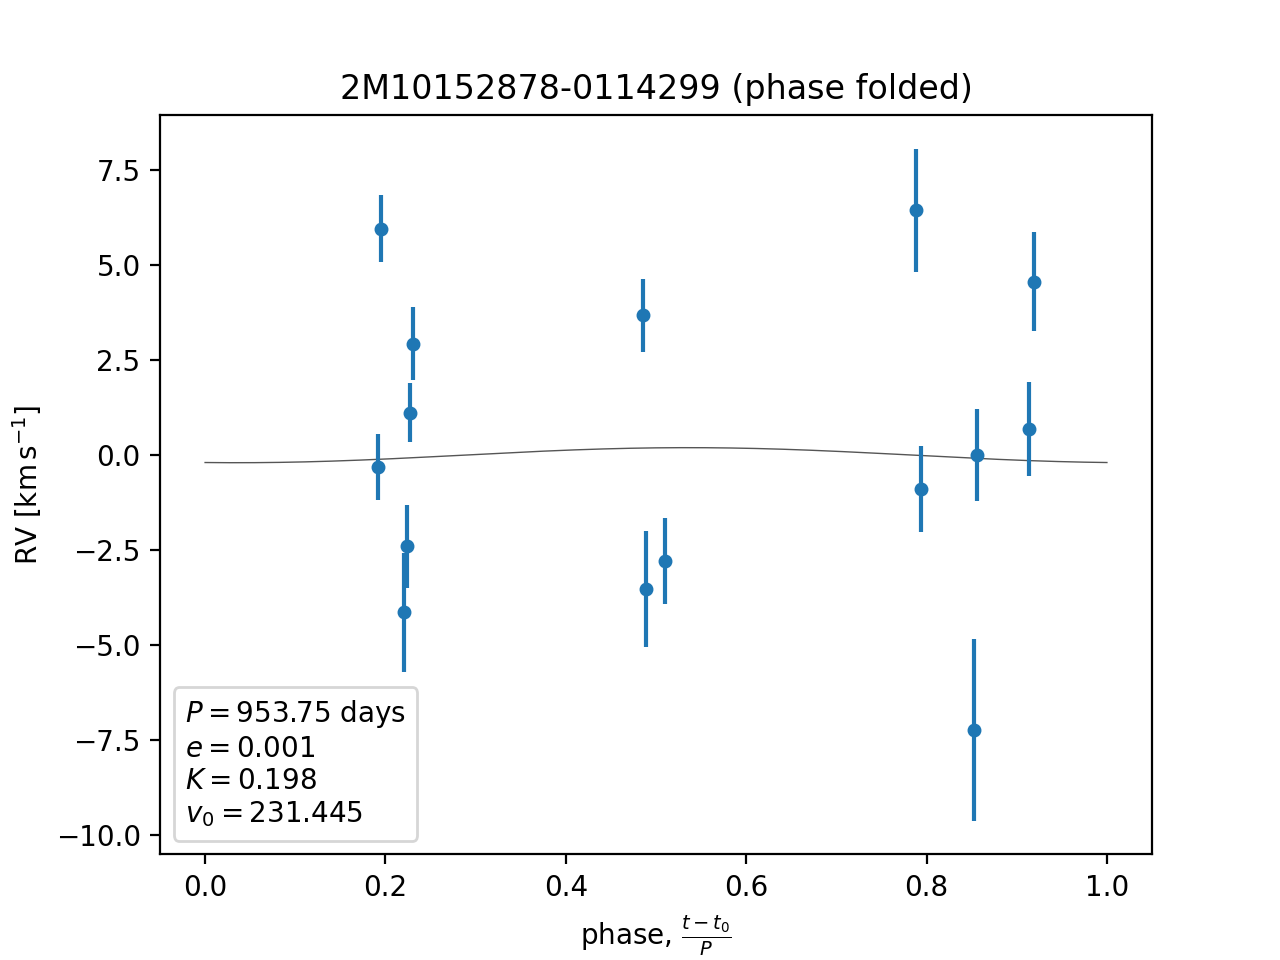 2M10152878-0114299 (phase folded)
RV [km s⁻¹]
7.5
5.0
2.5
0.0
−2.5
−5.0
−7.5
−10.0
P = 953.75 days
e = 0.001
K = 0.198
v₀ = 231.445
0.0 0.2 0.4 0.6 0.8 1.0
phase, (t − t₀)/P